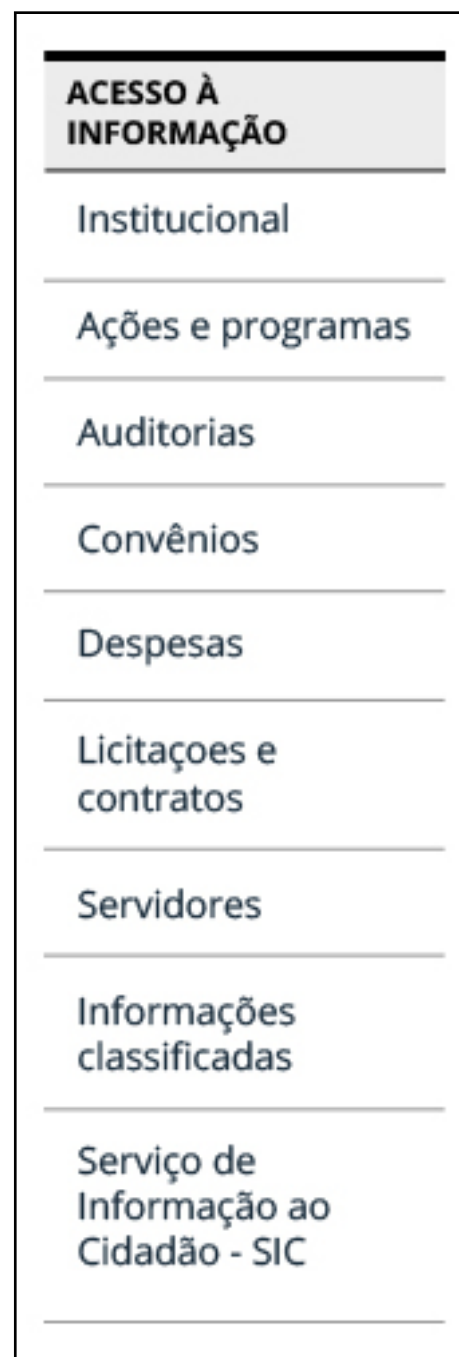 ACESSO À
INFORMAÇÃO
Institucional
Ações e programas
Auditorias
Convênios
Despesas
Licitaçoes e
contratos
Servidores
Informações
classificadas
Serviço de
Informação ao
Cidadão - SIC